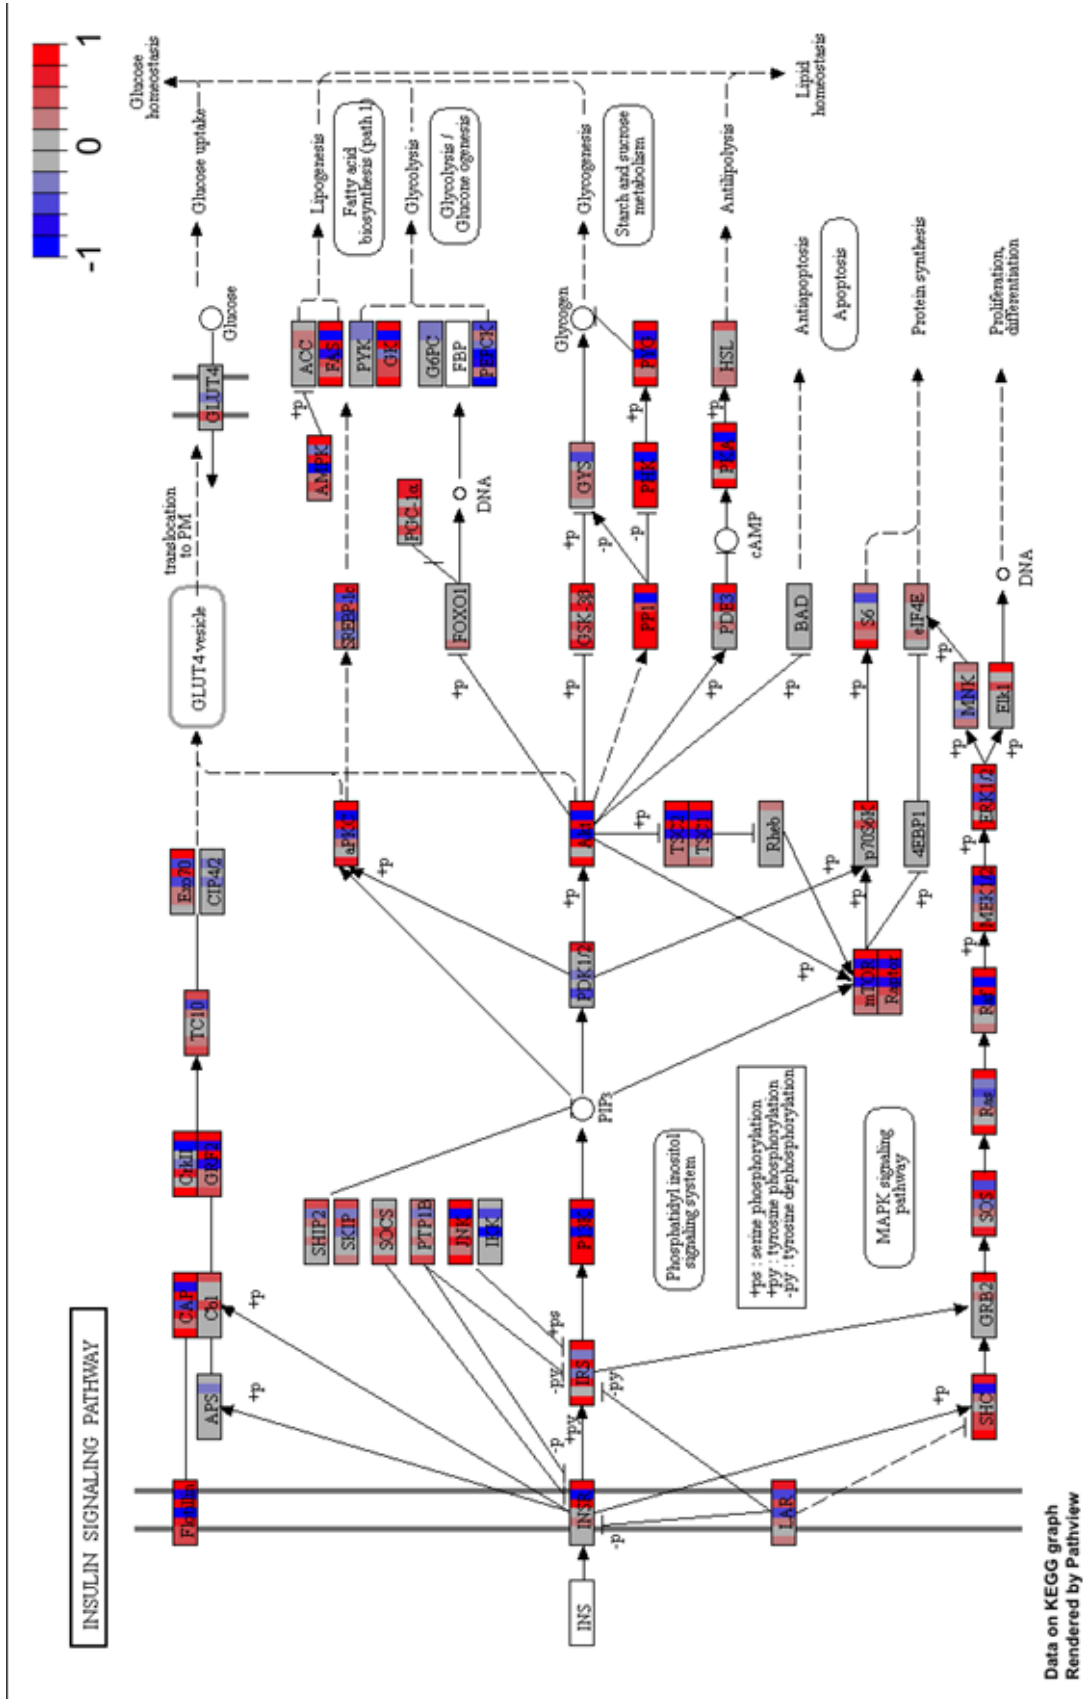 INSULIN SIGNALING PATHWAY
-1
0
1
Flotillin
CAP
Cbl
APS
+p
+p
CrkII
GRF2
TC10
Exo70
CIP4/2
GLUT4 vesicle
translocation
to PM
GLUT4
Glucose
Glucose uptake
Glucose
homeostasis
SHIP2
SKIP
SOCS
PTP1B
JNK
IKK
aPKC
+p
SREBP-1c
AMPK
+p
ACC
FAS
Lipogenesis
Fatty acid
biosynthesis (path 1)
PYK
GK
Glycolysis
Glycolysis /
Glucone ogenesis
G6PC
FBP
PEPCK
PGC-1α
FOXO1
+p
DNA
INS
INSR
-p
+py
-p
-py
+ps
IRS
-py
PI3K
PIP3
PDK1/2
+p
Akt
+p
GSK-3β
+p
GYS
Glycogen
Glycogenesis
Starch and sucrose
metabolism
-p
PP1
-p
PHK
+p
PYG
+p
PDE3
cAMP
PKA
+p
HSL
Antilipolysis
Lipid
homeostasis
+p
BAD
Antiapoptosis
Apoptosis
+p
TSC2
TSC1
Rheb
+p
mTOR
Raptor
+p
p70S6K
+p
S6
+p
4EBP1
eIF4E
Protein synthesis
LAR
Phosphatidyl inositol
signaling system
+ps : serine phosphorylation
+py : tyrosine phosphorylation
-py : tyrosine dephosphorylation
MAPK signaling
pathway
+p
SHC
GRB2
SOS
Ras
Raf
+p
MEK1/2
+p
ERK1/2
+p
MNK
+p
+p
Elk1
DNA
Proliferation,
differentiation
Data on KEGG graph
Rendered by Pathview